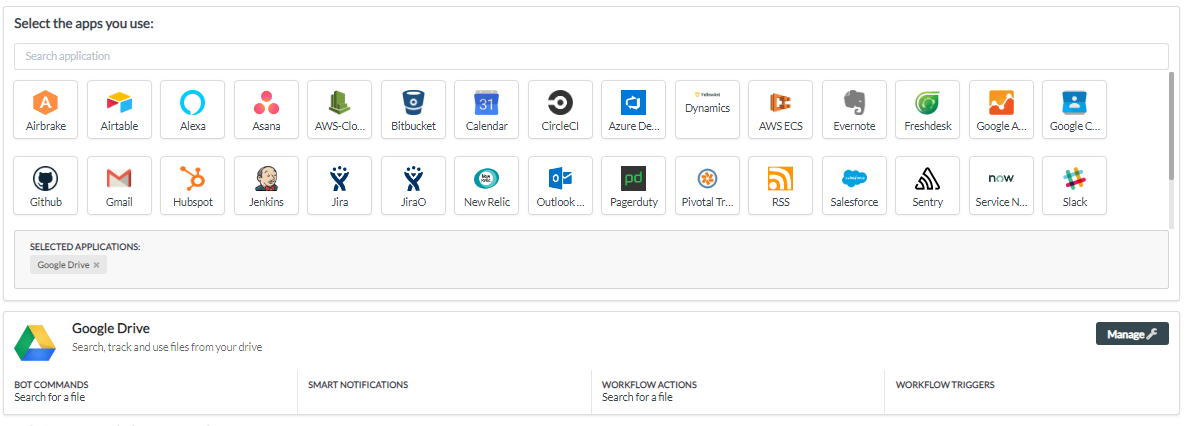 Select the apps you use:
Search application
Airbrake Airtable Alexa Asana AWS-Clo... Bitbucket Calendar CircleCI Azure De... Dynamics AWS ECS Evernote Freshdesk Google A... Google C...
31
Github Gmail Hubspot Jenkins Jira JiraO New Relic Outlook ... Pagerduty Pivotal Tr... RSS Salesforce Sentry Service N... Slack
pd
salesforce
now
SELECTED APPLICATIONS:
Google Drive ×
Google Drive
Search, track and use files from your drive
Manage
BOT COMMANDS SMART NOTIFICATIONS WORKFLOW ACTIONS WORKFLOW TRIGGERS
Search for a file Search for a file